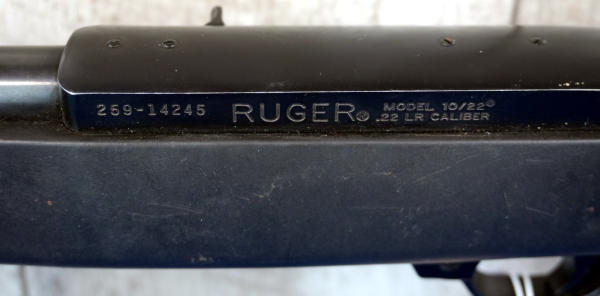 259-14245 RUGER® MODEL 10/22®
.22 LR CALIBER